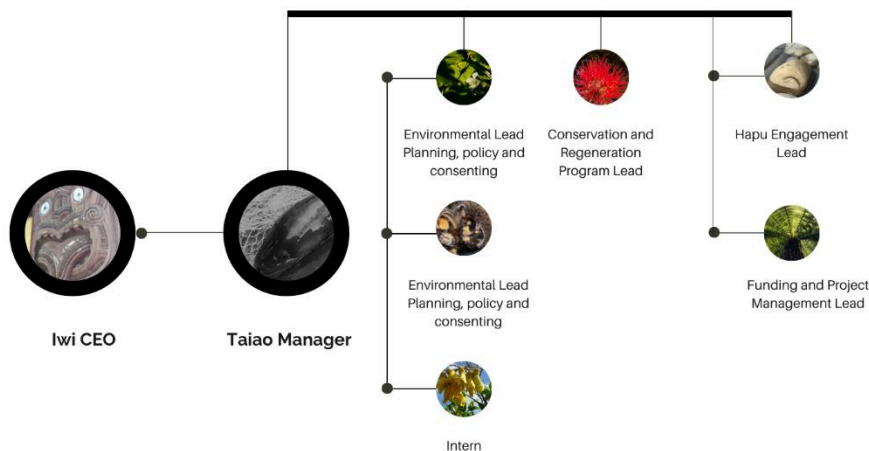 Environmental Lead
Planning, policy and
consenting
Conservation and
Regeneration
Program Lead
Hapu Engagement
Lead
Iwi CEO
Taiao Manager
Environmental Lead
Planning, policy and
consenting
Funding and Project
Management Lead
Intern